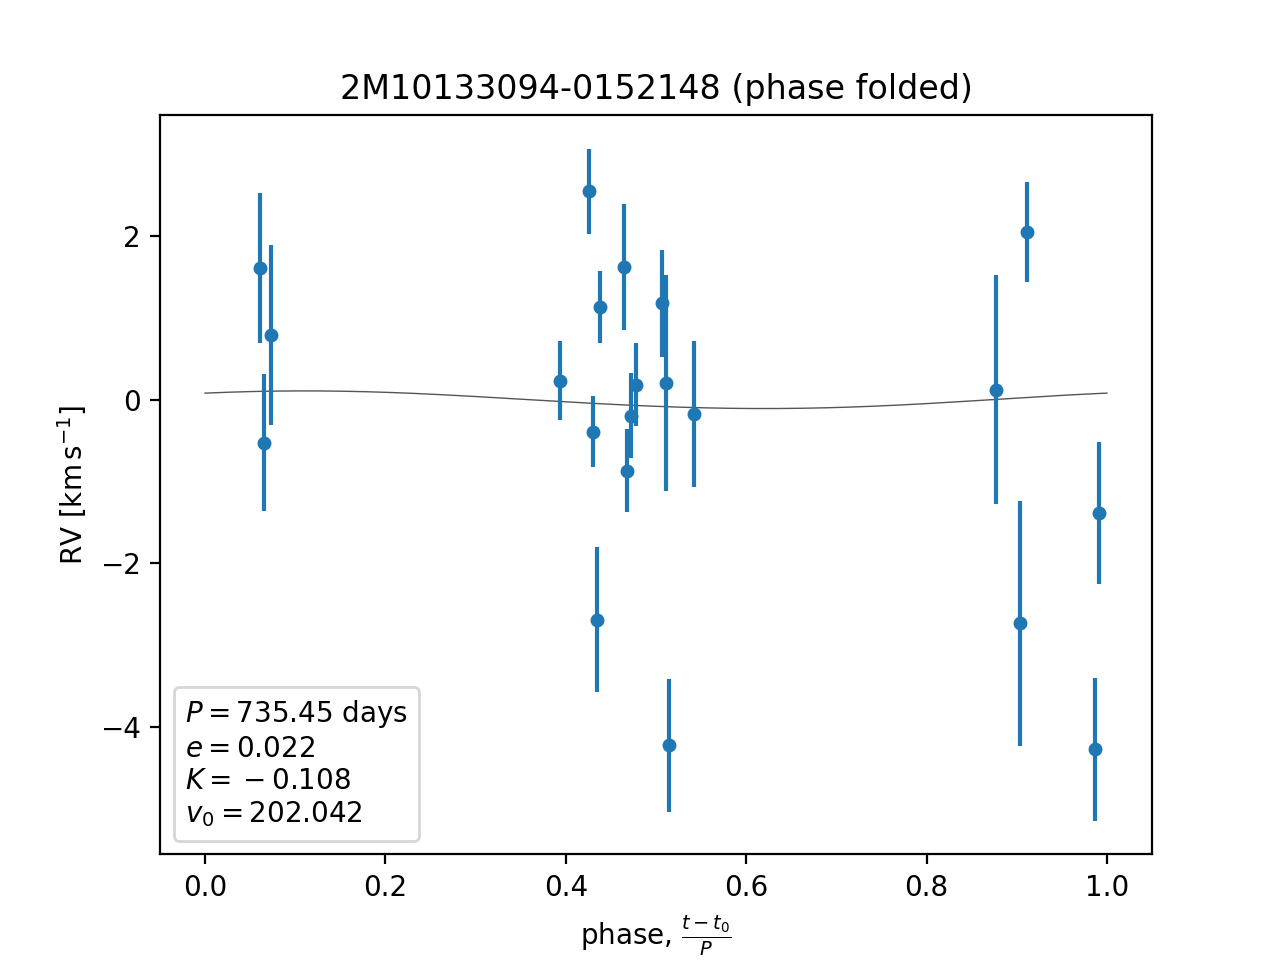 2M10133094-0152148 (phase folded)
RV [km s⁻¹]
2
0
−2
−4
P = 735.45 days
e = 0.022
K = −0.108
v₀ = 202.042
0.0 0.2 0.4 0.6 0.8 1.0
phase, (t − t₀)/P